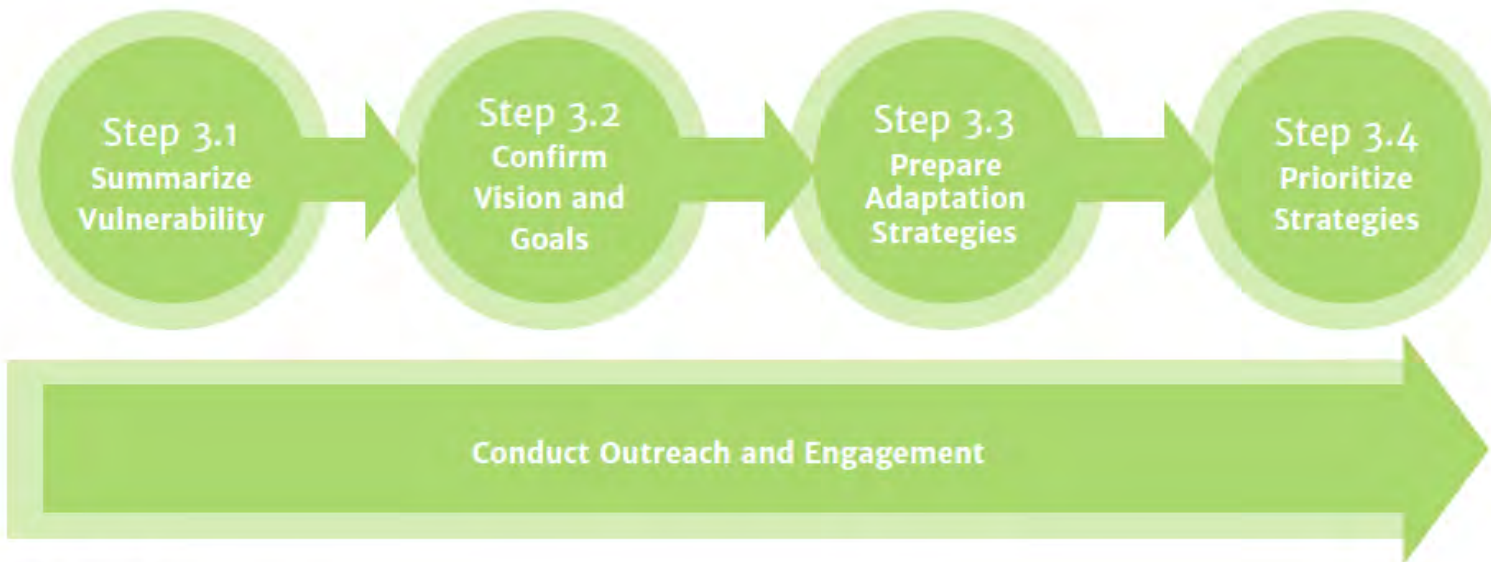 Step 3.1
Summarize
Vulnerability
Step 3.2
Confirm
Vision and
Goals
Step 3.3
Prepare
Adaptation
Strategies
Step 3.4
Prioritize
Strategies
Conduct Outreach and Engagement